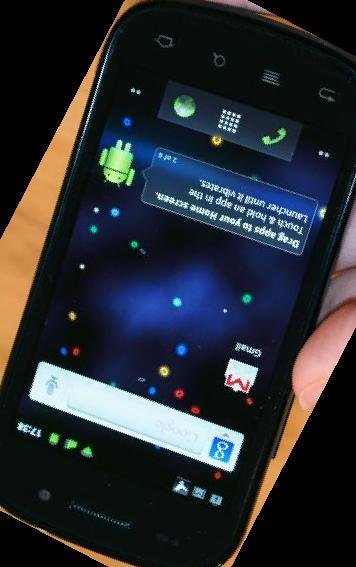 17:38
Google
Gmail
Drag apps to your Home screen.
Touch & hold an app in the
Launcher until it vibrates.
2 of 6